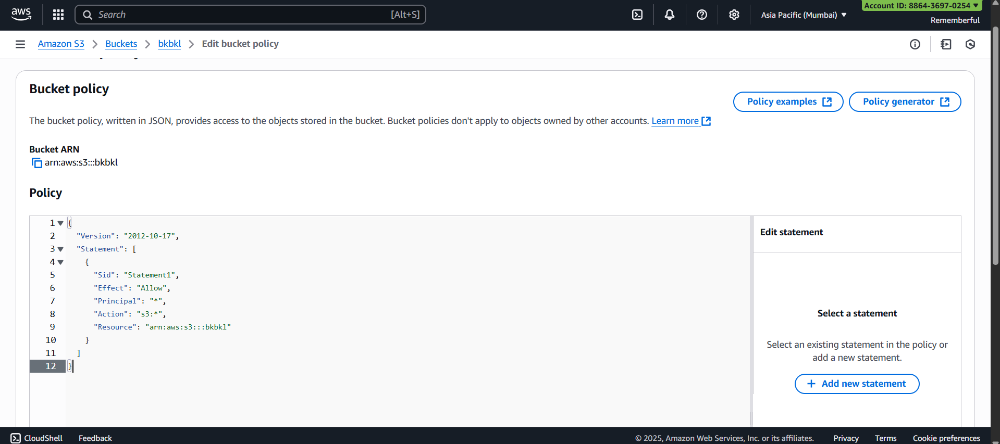 aws
Search
[Alt+S]
Asia Pacific (Mumbai)
Account ID: 8864-3697-0254
Rememberful
Amazon S3
Buckets
bkbkl
Edit bucket policy
Bucket policy
Policy examples
Policy generator
The bucket policy, written in JSON, provides access to the objects stored in the bucket. Bucket policies don't apply to objects owned by other accounts. Learn more
Bucket ARN
arn:aws:s3:::bkbkl
Policy
1 {
2 "Version": "2012-10-17",
3 "Statement": [
4 {
5 "Sid": "Statement1",
6 "Effect": "Allow",
7 "Principal": "*",
8 "Action": "s3:*",
9 "Resource": "arn:aws:s3:::bkbkl"
10 }
11 ]
12 }
Edit statement
Select a statement
Select an existing statement in the policy or
add a new statement.
+ Add new statement
CloudShell
Feedback
© 2025, Amazon Web Services, Inc. or its affiliates.
Privacy
Terms
Cookie preferences